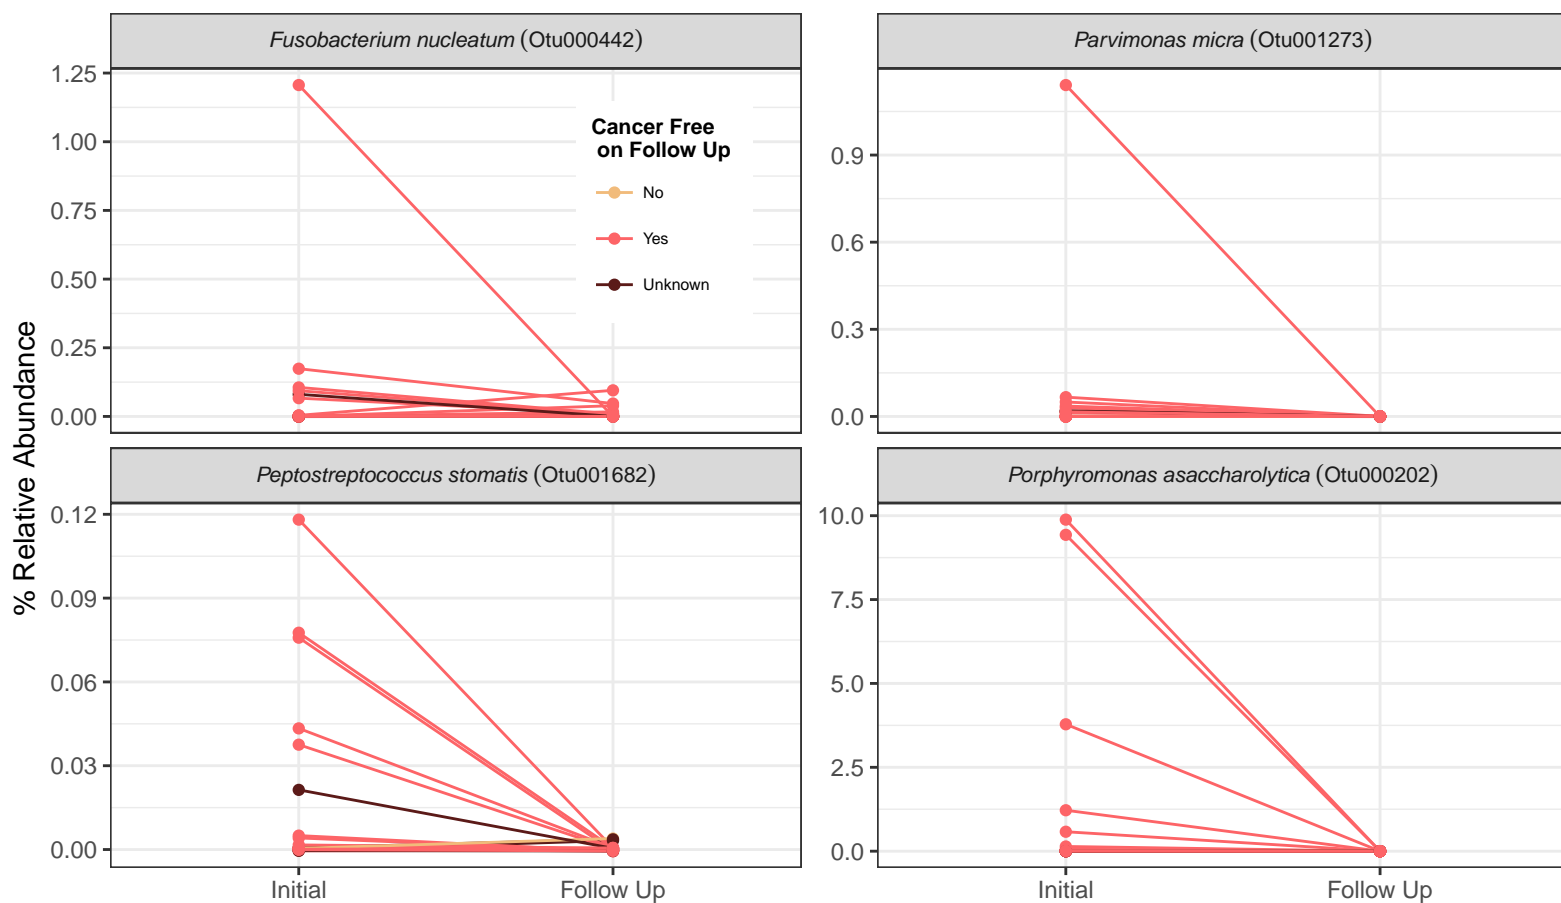 Fusobacterium nucleatum (Otu000442)
Parvimonas micra (Otu001273)
1.25
1.00
0.75
0.50
0.25
0.00
Cancer Free
on Follow Up
No
Yes
Unknown
0.9
0.6
0.3
0.0
% Relative Abundance
Peptostreptococcus stomatis (Otu001682)
Porphyromonas asaccharolytica (Otu000202)
0.12
0.09
0.06
0.03
0.00
10.0
7.5
5.0
2.5
0.0
Initial
Follow Up
Initial
Follow Up